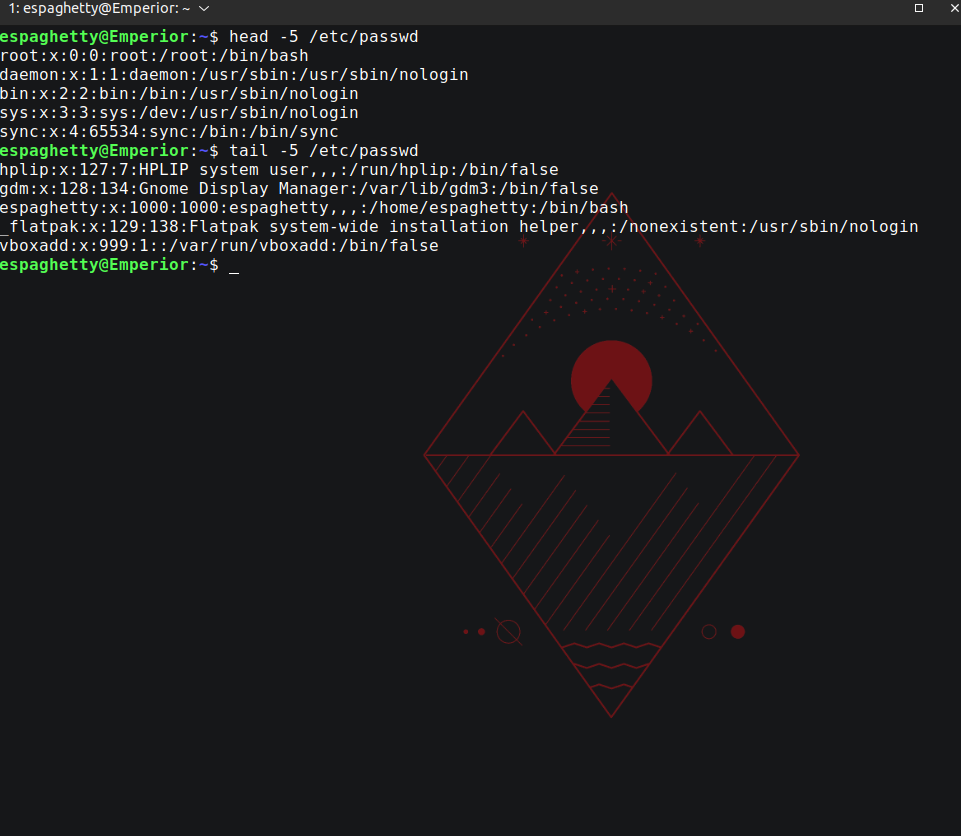 1: espaghetty@Emperior: ~
espaghetty@Emperior:~$ head -5 /etc/passwd
root:x:0:0:root:/root:/bin/bash
daemon:x:1:1:daemon:/usr/sbin:/usr/sbin/nologin
bin:x:2:2:bin:/bin:/usr/sbin/nologin
sys:x:3:3:sys:/dev:/usr/sbin/nologin
sync:x:4:65534:sync:/bin:/bin/sync
espaghetty@Emperior:~$ tail -5 /etc/passwd
hplip:x:127:7:HPLIP system user,,,:/run/hplip:/bin/false
gdm:x:128:134:Gnome Display Manager:/var/lib/gdm3:/bin/false
espaghetty:x:1000:1000:espaghetty,,,:/home/espaghetty:/bin/bash
_flatpak:x:129:138:Flatpak system-wide installation helper,,,:/nonexistent:/usr/sbin/nologin
vboxadd:x:999:1::/var/run/vboxadd:/bin/false
espaghetty@Emperior:~$ _